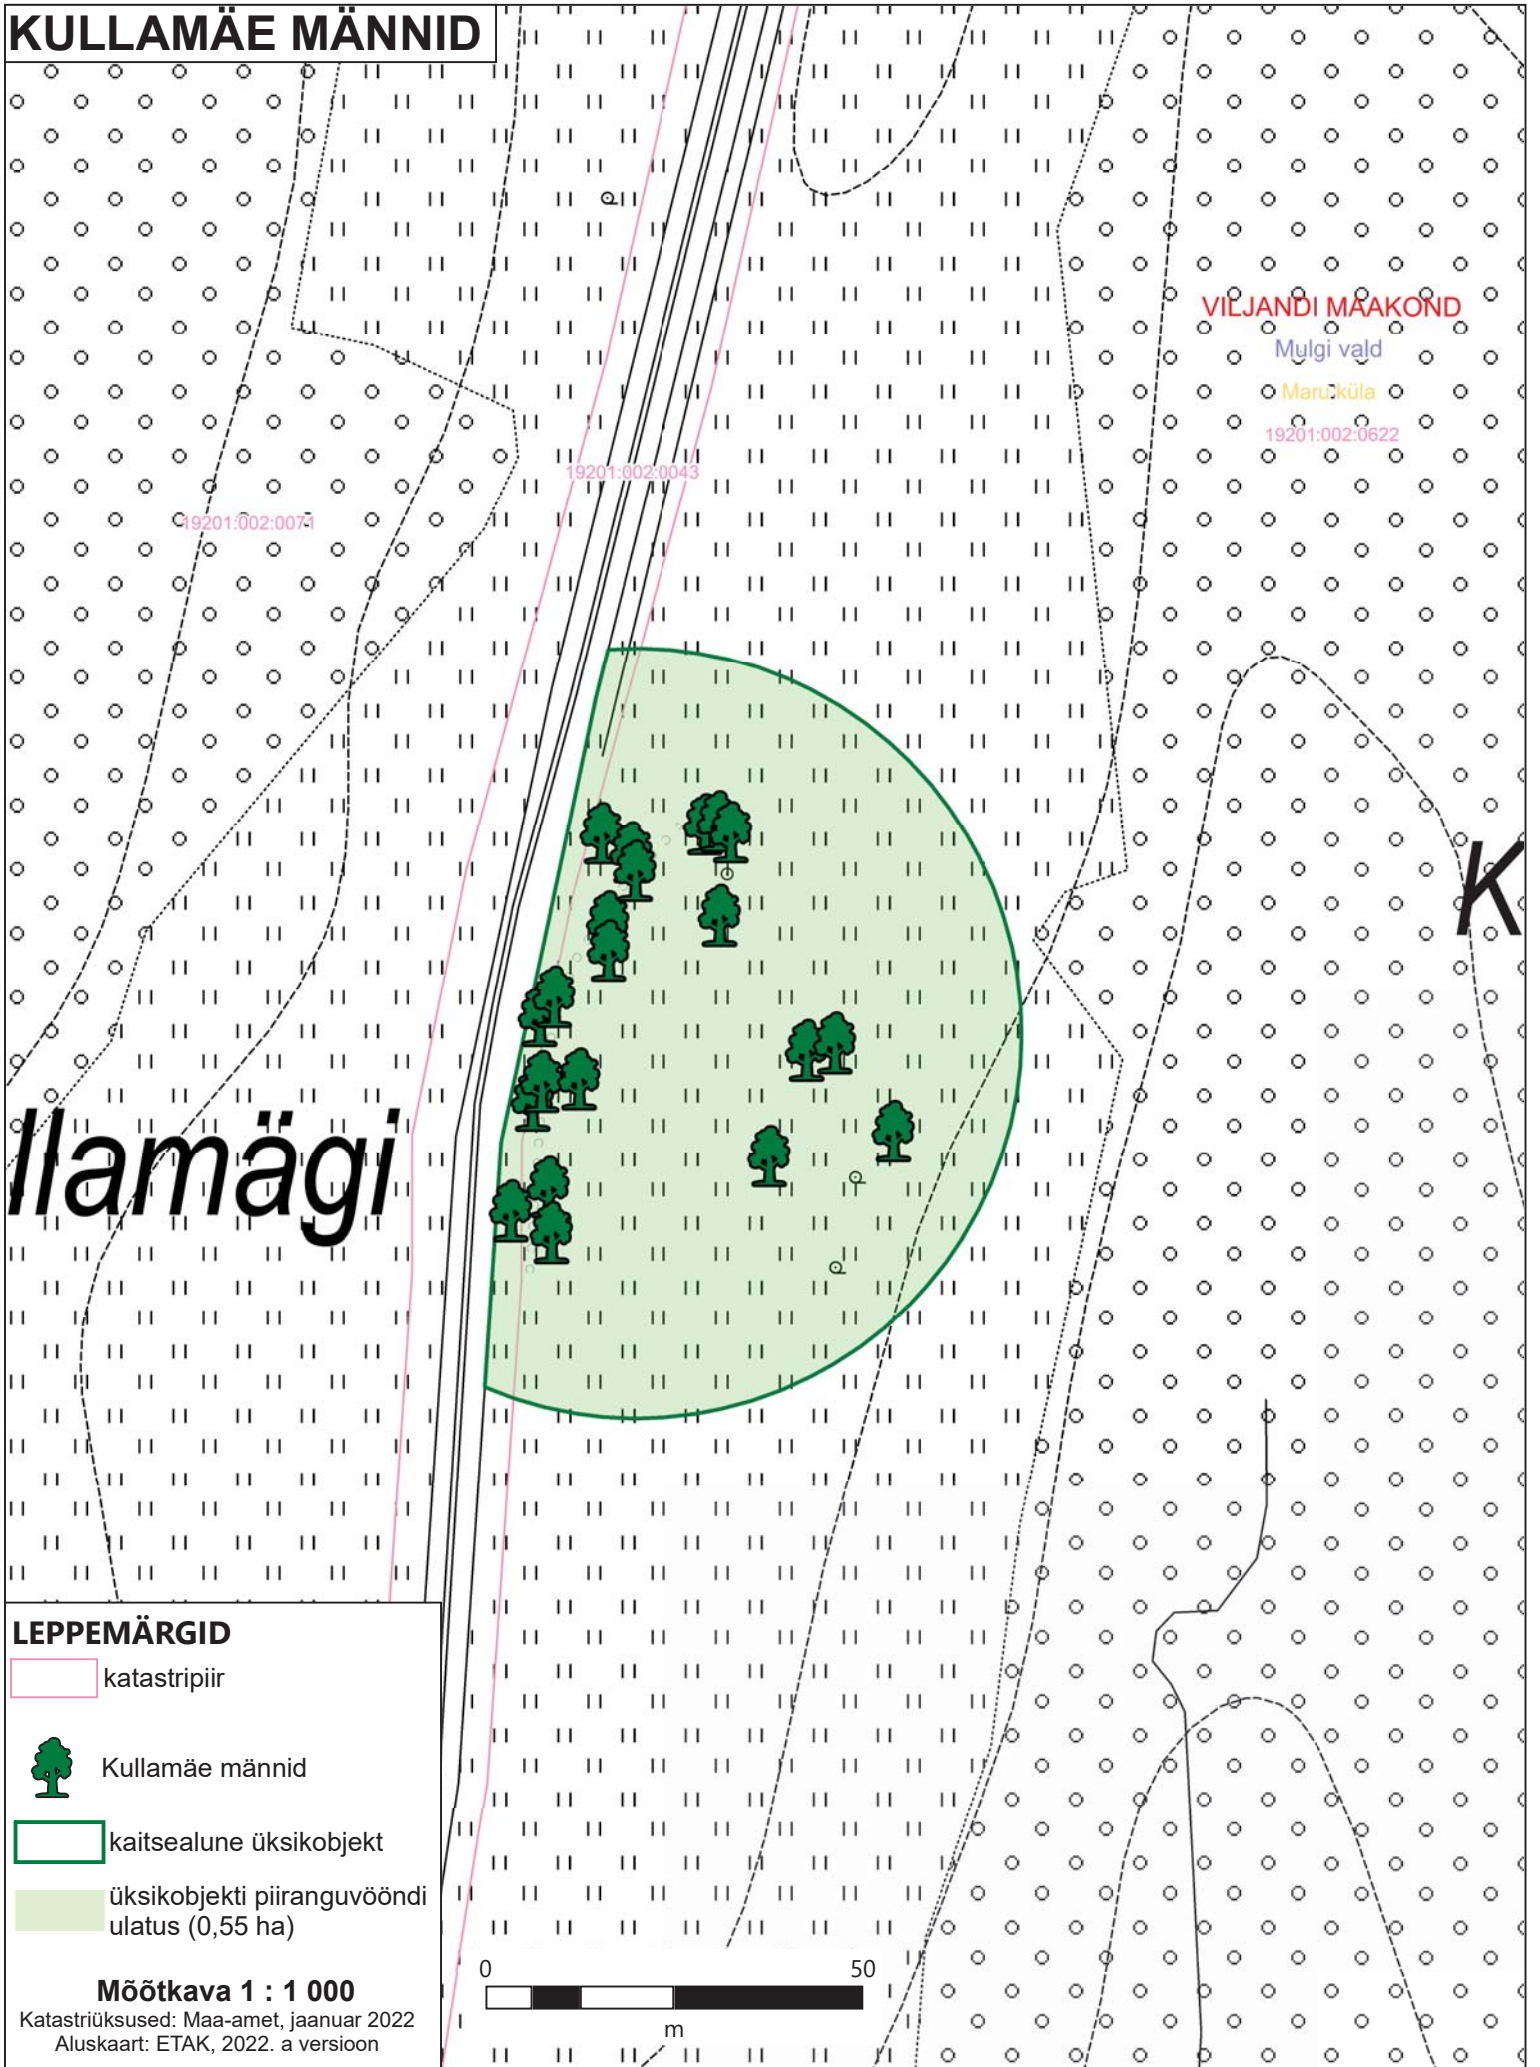 KULLAMÄE MÄNNID
VILJANDI MAAKOND
Mulgi vald
Maru küla
19201:002:0622
19201:002:0043
19201:002:0071
K
llamägi
LEPPEMÄRGID
katastripiir
Kullamäe männid
kaitsealune üksikobjekt
üksikobjekti piiranguvööndi
ulatus (0,55 ha)
Mõõtkava 1 : 1 000
Katastriüksused: Maa-amet, jaanuar 2022
Aluskaart: ETAK, 2022. a versioon
0 50
m